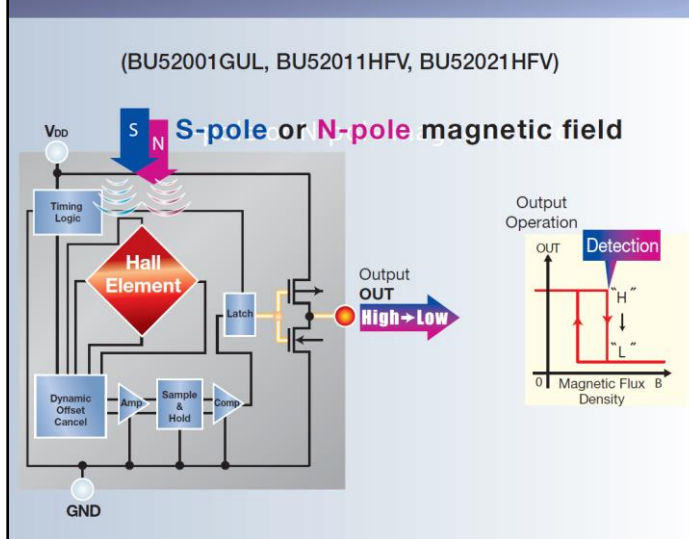 (BU52001GUL, BU52011HFV, BU52021HFV)
S N
S-pole or N-pole magnetic field
VDD
Timing
Logic
Hall
Element
Latch
Dynamic
Offset
Cancel
Amp
Sample
&
Hold
Comp
GND
Output
OUT
High→Low
Output
Operation
OUT
Detection
"H"
↓
"L"
0 Magnetic Flux B
Density